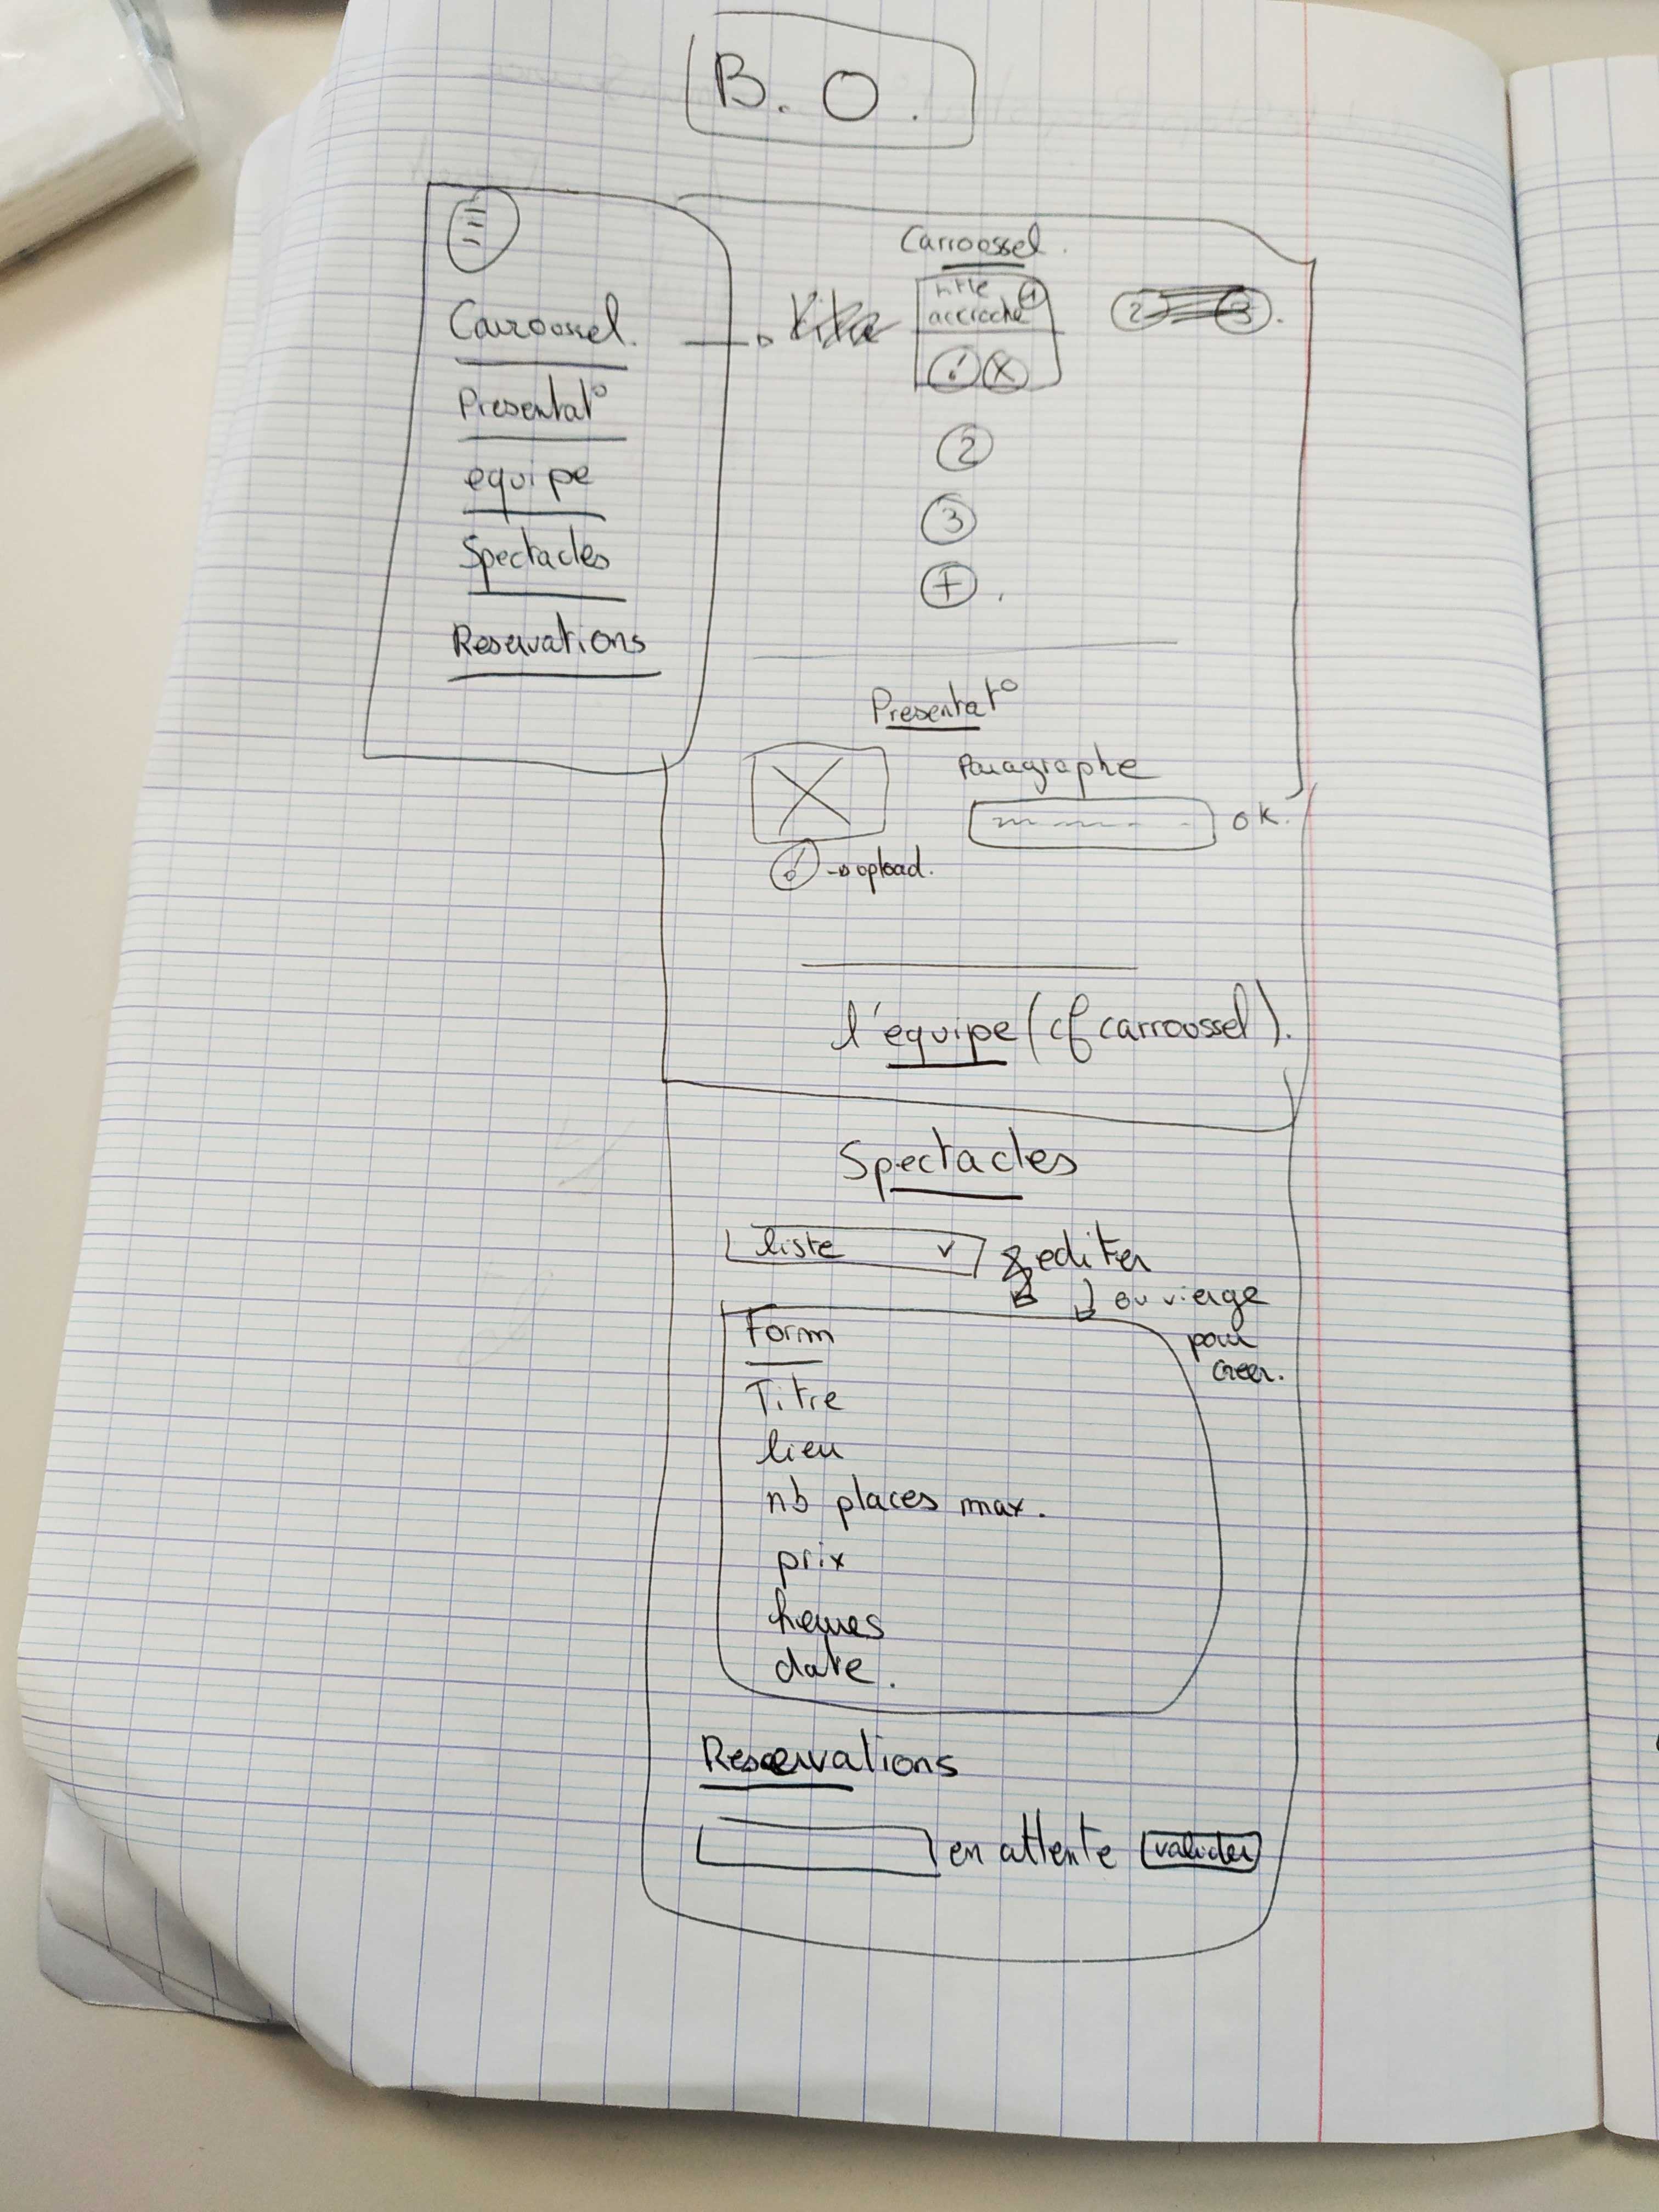 B. O.
Carroossel.
Presentat°
equipe
Spectacles
Reservations
Carroossel.
title 1
accroche
2 3.
2
3
+.
Presentat°
Paragraphe
OK.
→ upload.
l'equipe (cf carroossel).
Spectacles
liste v editer
ou vierge
pour
creer.
Form
Titre
lieu
nb places max.
prix
heures
date.
Reservations
en attente valider